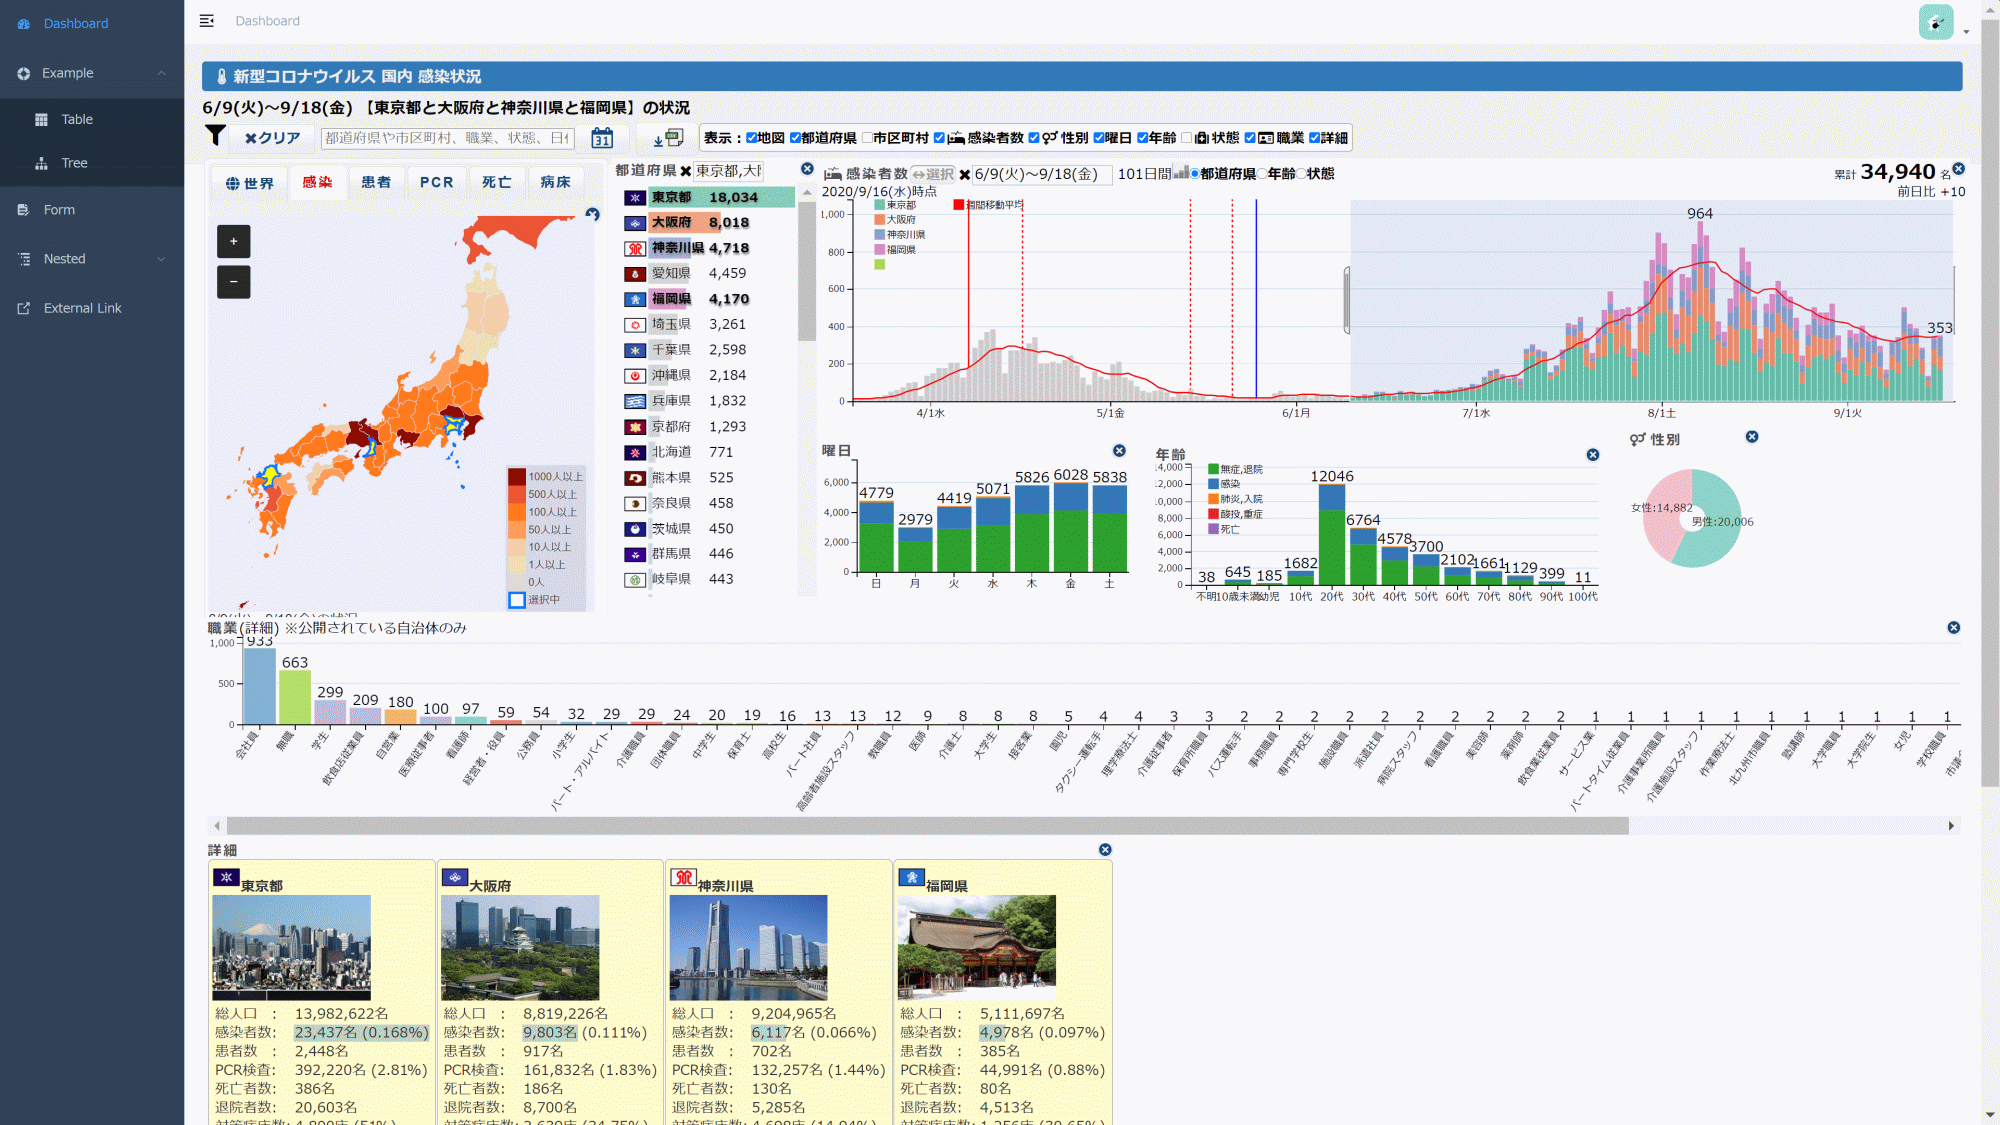 Dashboard
Example
Table
Tree
Form
Nested
External Link
Dashboard
新型コロナウイルス 国内 感染状況
6/9(火)～9/18(金) 【東京都と大阪府と神奈川県と福岡県】の状況
クリア
都道府県や市区町村、職業、状態、日
31
表示：地図 都道府県 市区町村 感染者数 性別 曜日 年齢 状態 職業 詳細
世界 感染 患者 PCR 死亡 病床
+
−
1000人以上
500人以上
100人以上
50人以上
10人以上
1人以上
0人
選択中
都道府県 東京都,大
東京都 18,034
大阪府 8,018
神奈川県 4,718
愛知県 4,459
福岡県 4,170
埼玉県 3,261
千葉県 2,598
沖縄県 2,184
兵庫県 1,832
京都府 1,293
北海道 771
熊本県 525
奈良県 458
茨城県 450
群馬県 446
岐阜県 443
感染者数 ⇔選択 6/9(火)～9/18(金) 101日間 都道府県 年齢 状態
累計 34,940 名
前日比 +10
2020/9/16(水)時点
東京都
大阪府
神奈川県
福岡県
週間移動平均
1,000
800
600
400
200
0
964
353
4/1水 5/1金 6/1月 7/1水 8/1土 9/1火
曜日
6,000
4,000
2,000
0
4779 2979 4419 5071 5826 6028 5838
日 月 火 水 木 金 土
年齢
無症,退院
感染
肺炎,入院
酸投,重症
死亡
14,000
12,000
10,000
8,000
6,000
4,000
2,000
0
38 645 185 1682 12046 6764 4578 3700 2102 1661 1129 399 11
不明 10歳未満 幼児 10代 20代 30代 40代 50代 60代 70代 80代 90代 100代
性別
女性:14,882
男性:20,006
職業(詳細) ※公開されている自治体のみ
1,000
500
0
933 663 299 209 180 100 97 59 54 32 29 29 24 20 19 16 13 13 12 9 8 8 8 5 4 4 3 3 2 2 2 2 2 2 2 2 2 2 1 1 1 1 1 1 1 1 1 1 1
会社員 無職 学生 飲食店従業員 自営業 医療従事者 看護師 経営者・役員 公務員 小学生 パート・アルバイト 介護職員 団体職員 中学生 保育士 高校生 パート社員 高齢者施設スタッフ 教職員 医師 介護士 大学生 接客業 園児 タクシー運転手 理学療法士 介護従事者 保育所職員 バス運転手 事務職員 専門学校生 施設職員 派遣社員 病院スタッフ 看護職員 美容師 薬剤師 飲食業従業員 サービス業 パートタイム従業員 介護事業所職員 介護施設スタッフ 作業療法士 北九州市職員 塾講師 大学職員 大学院生 女児 学校職員
詳細
東京都
総人口 ： 13,982,622名
感染者数: 23,437名 (0.168%)
患者数 ： 2,448名
PCR検査: 392,220名 (2.81%)
死亡者数: 386名
退院者数: 20,603名
大阪府
総人口 ： 8,819,226名
感染者数: 9,803名 (0.111%)
患者数 ： 917名
PCR検査: 161,832名 (1.83%)
死亡者数: 186名
退院者数: 8,700名
神奈川県
総人口 ： 9,204,965名
感染者数: 6,117名 (0.066%)
患者数 ： 702名
PCR検査: 132,257名 (1.44%)
死亡者数: 130名
退院者数: 5,285名
福岡県
総人口 ： 5,111,697名
感染者数: 4,978名 (0.097%)
患者数 ： 385名
PCR検査: 44,991名 (0.88%)
死亡者数: 80名
退院者数: 4,513名